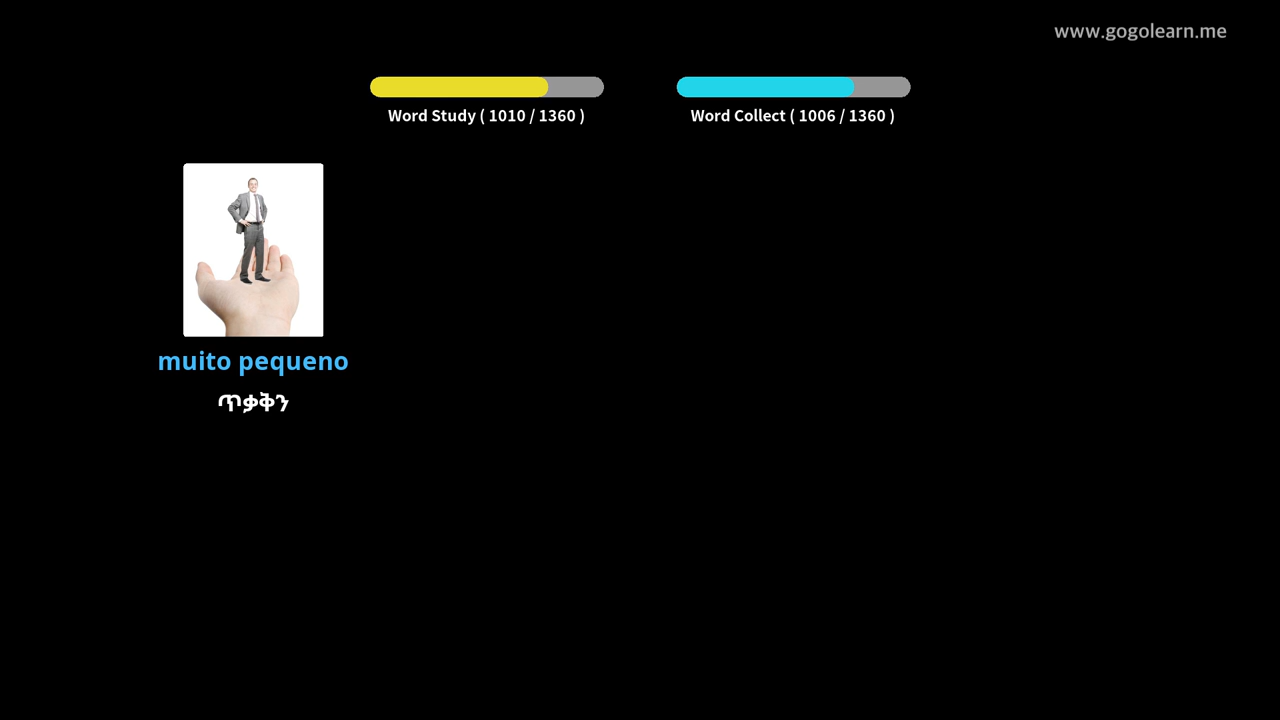 www.gogolearn.me
Word Study ( 1010 / 1360 )
Word Collect ( 1006 / 1360 )
muito pequeno
ጥቃቅን